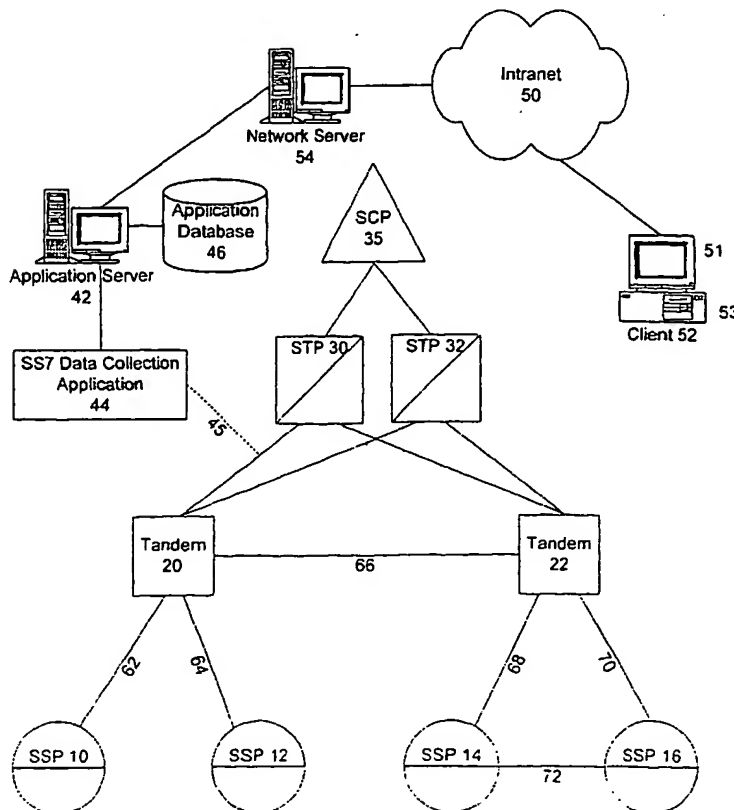 Intranet
50
Network Server
54
Application
Database
46
SCP
35
Application Server
42
51
53
Client 52
STP 30
STP 32
SS7 Data Collection
Application
44
45
Tandem
20
66
Tandem
22
62
64
68
70
SSP 10
SSP 12
SSP 14
SSP 16
72